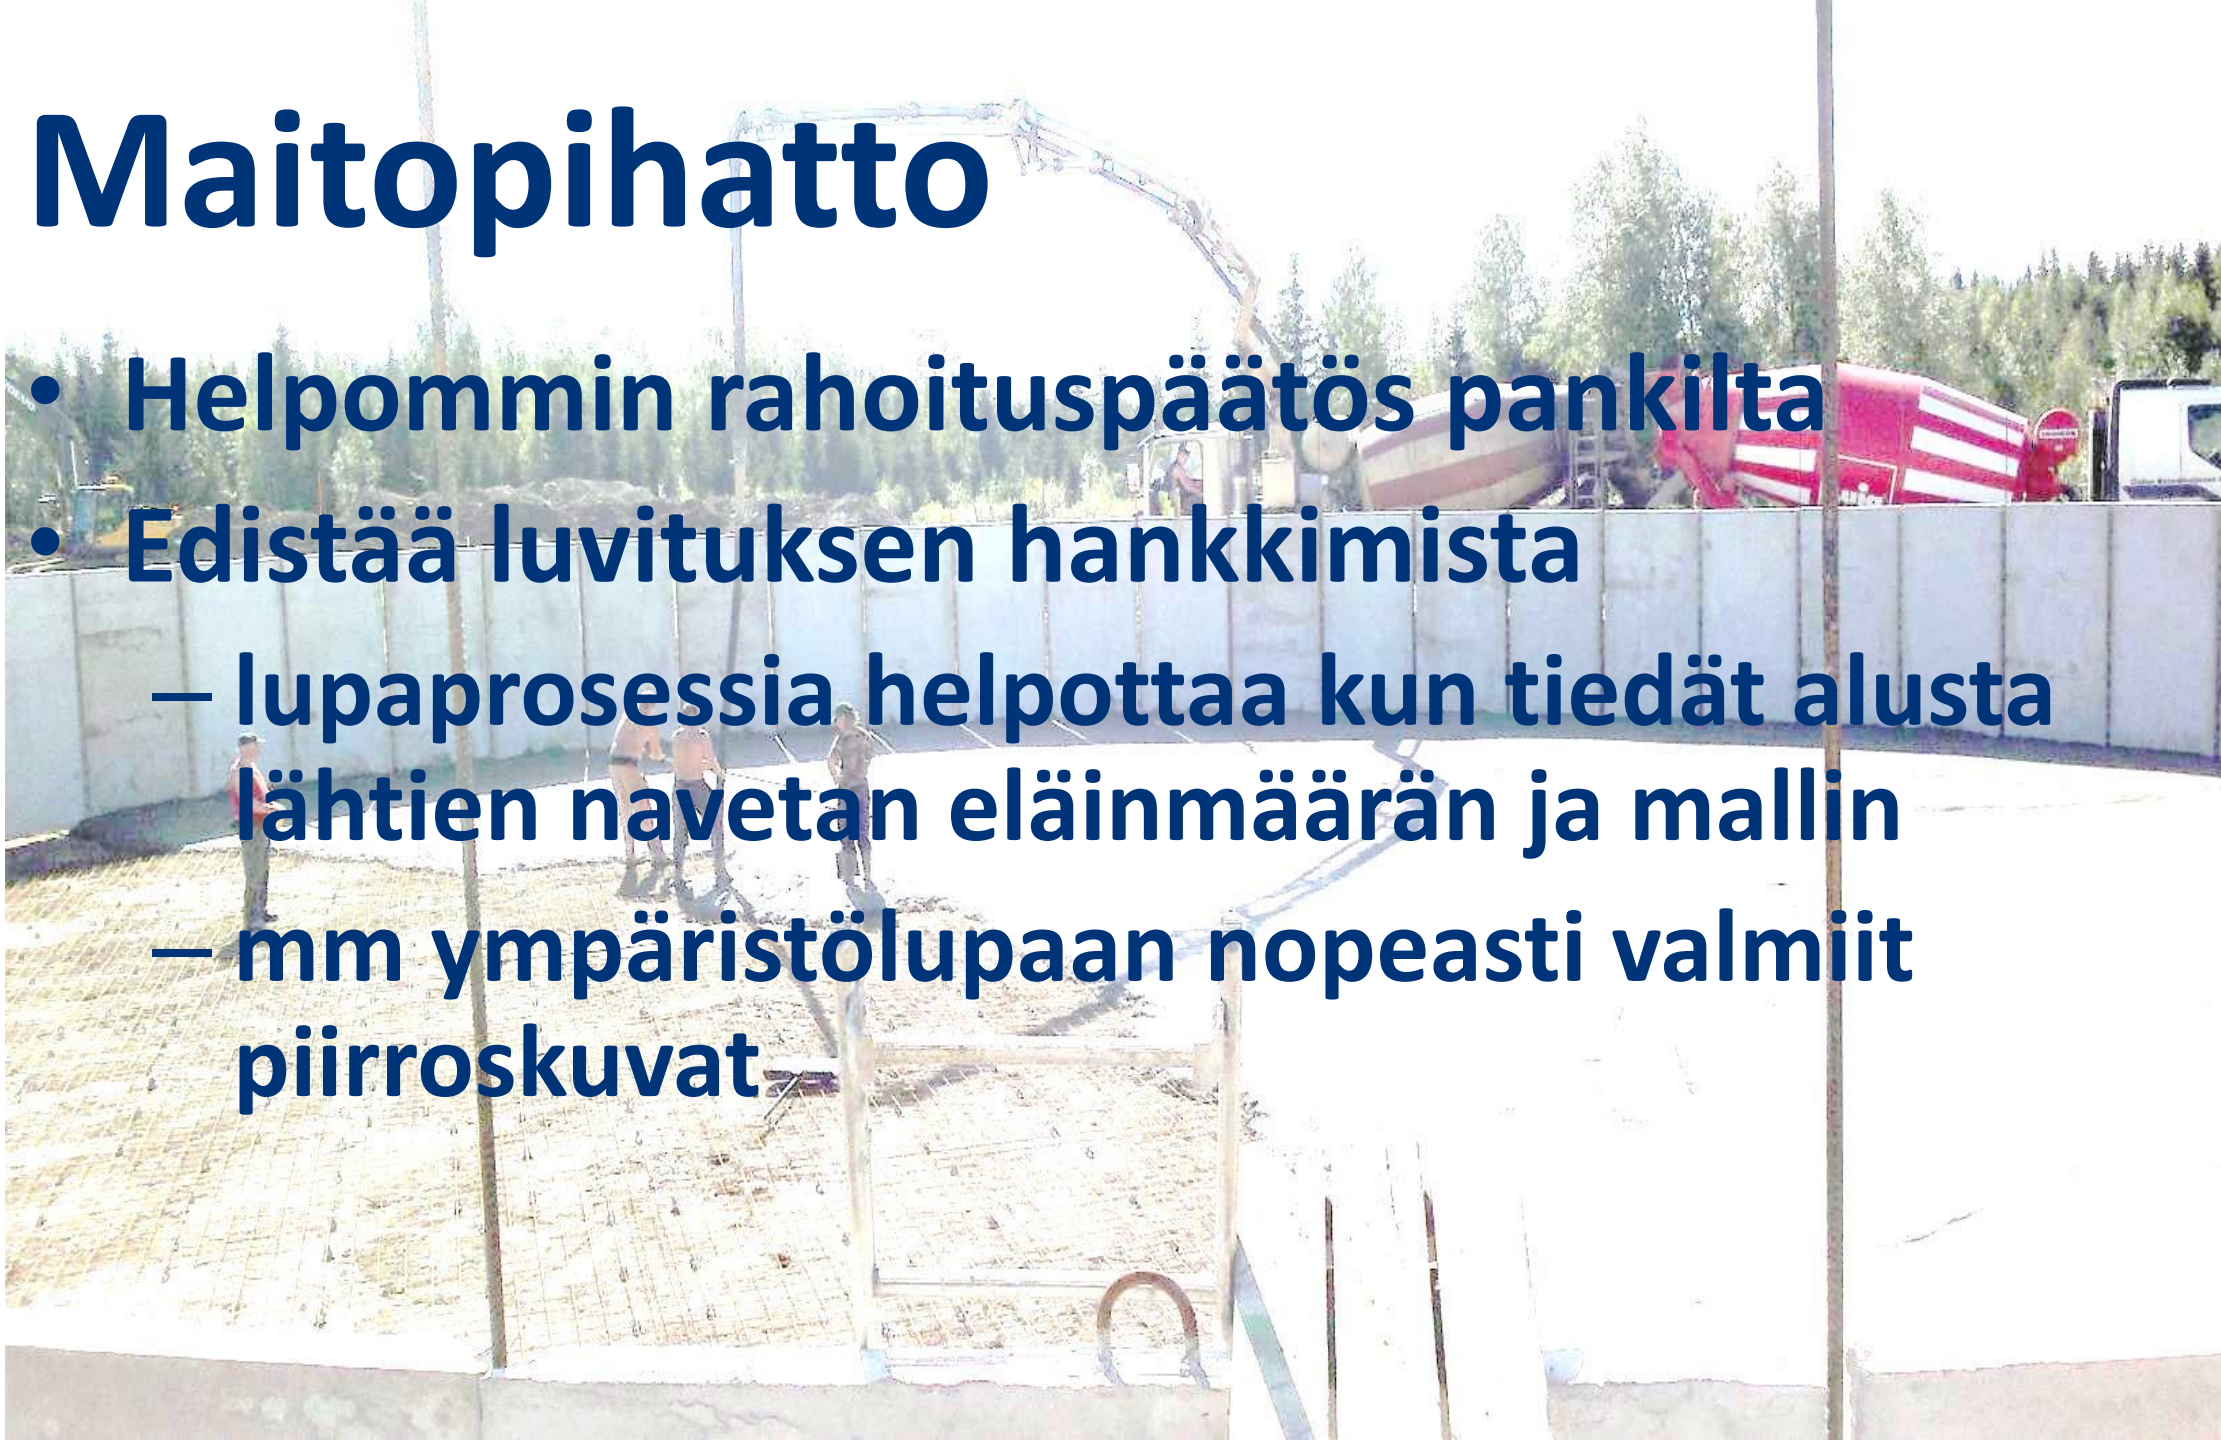 Maitopihatto
• Helpommin rahoituspäätös pankilta
• Edistää luvituksen hankkimista
– lupaprosessia helpottaa kun tiedät alusta
lähtien navetan eläinmäärän ja mallin
– mm ympäristölupaan nopeasti valmiit
piirroskuvat